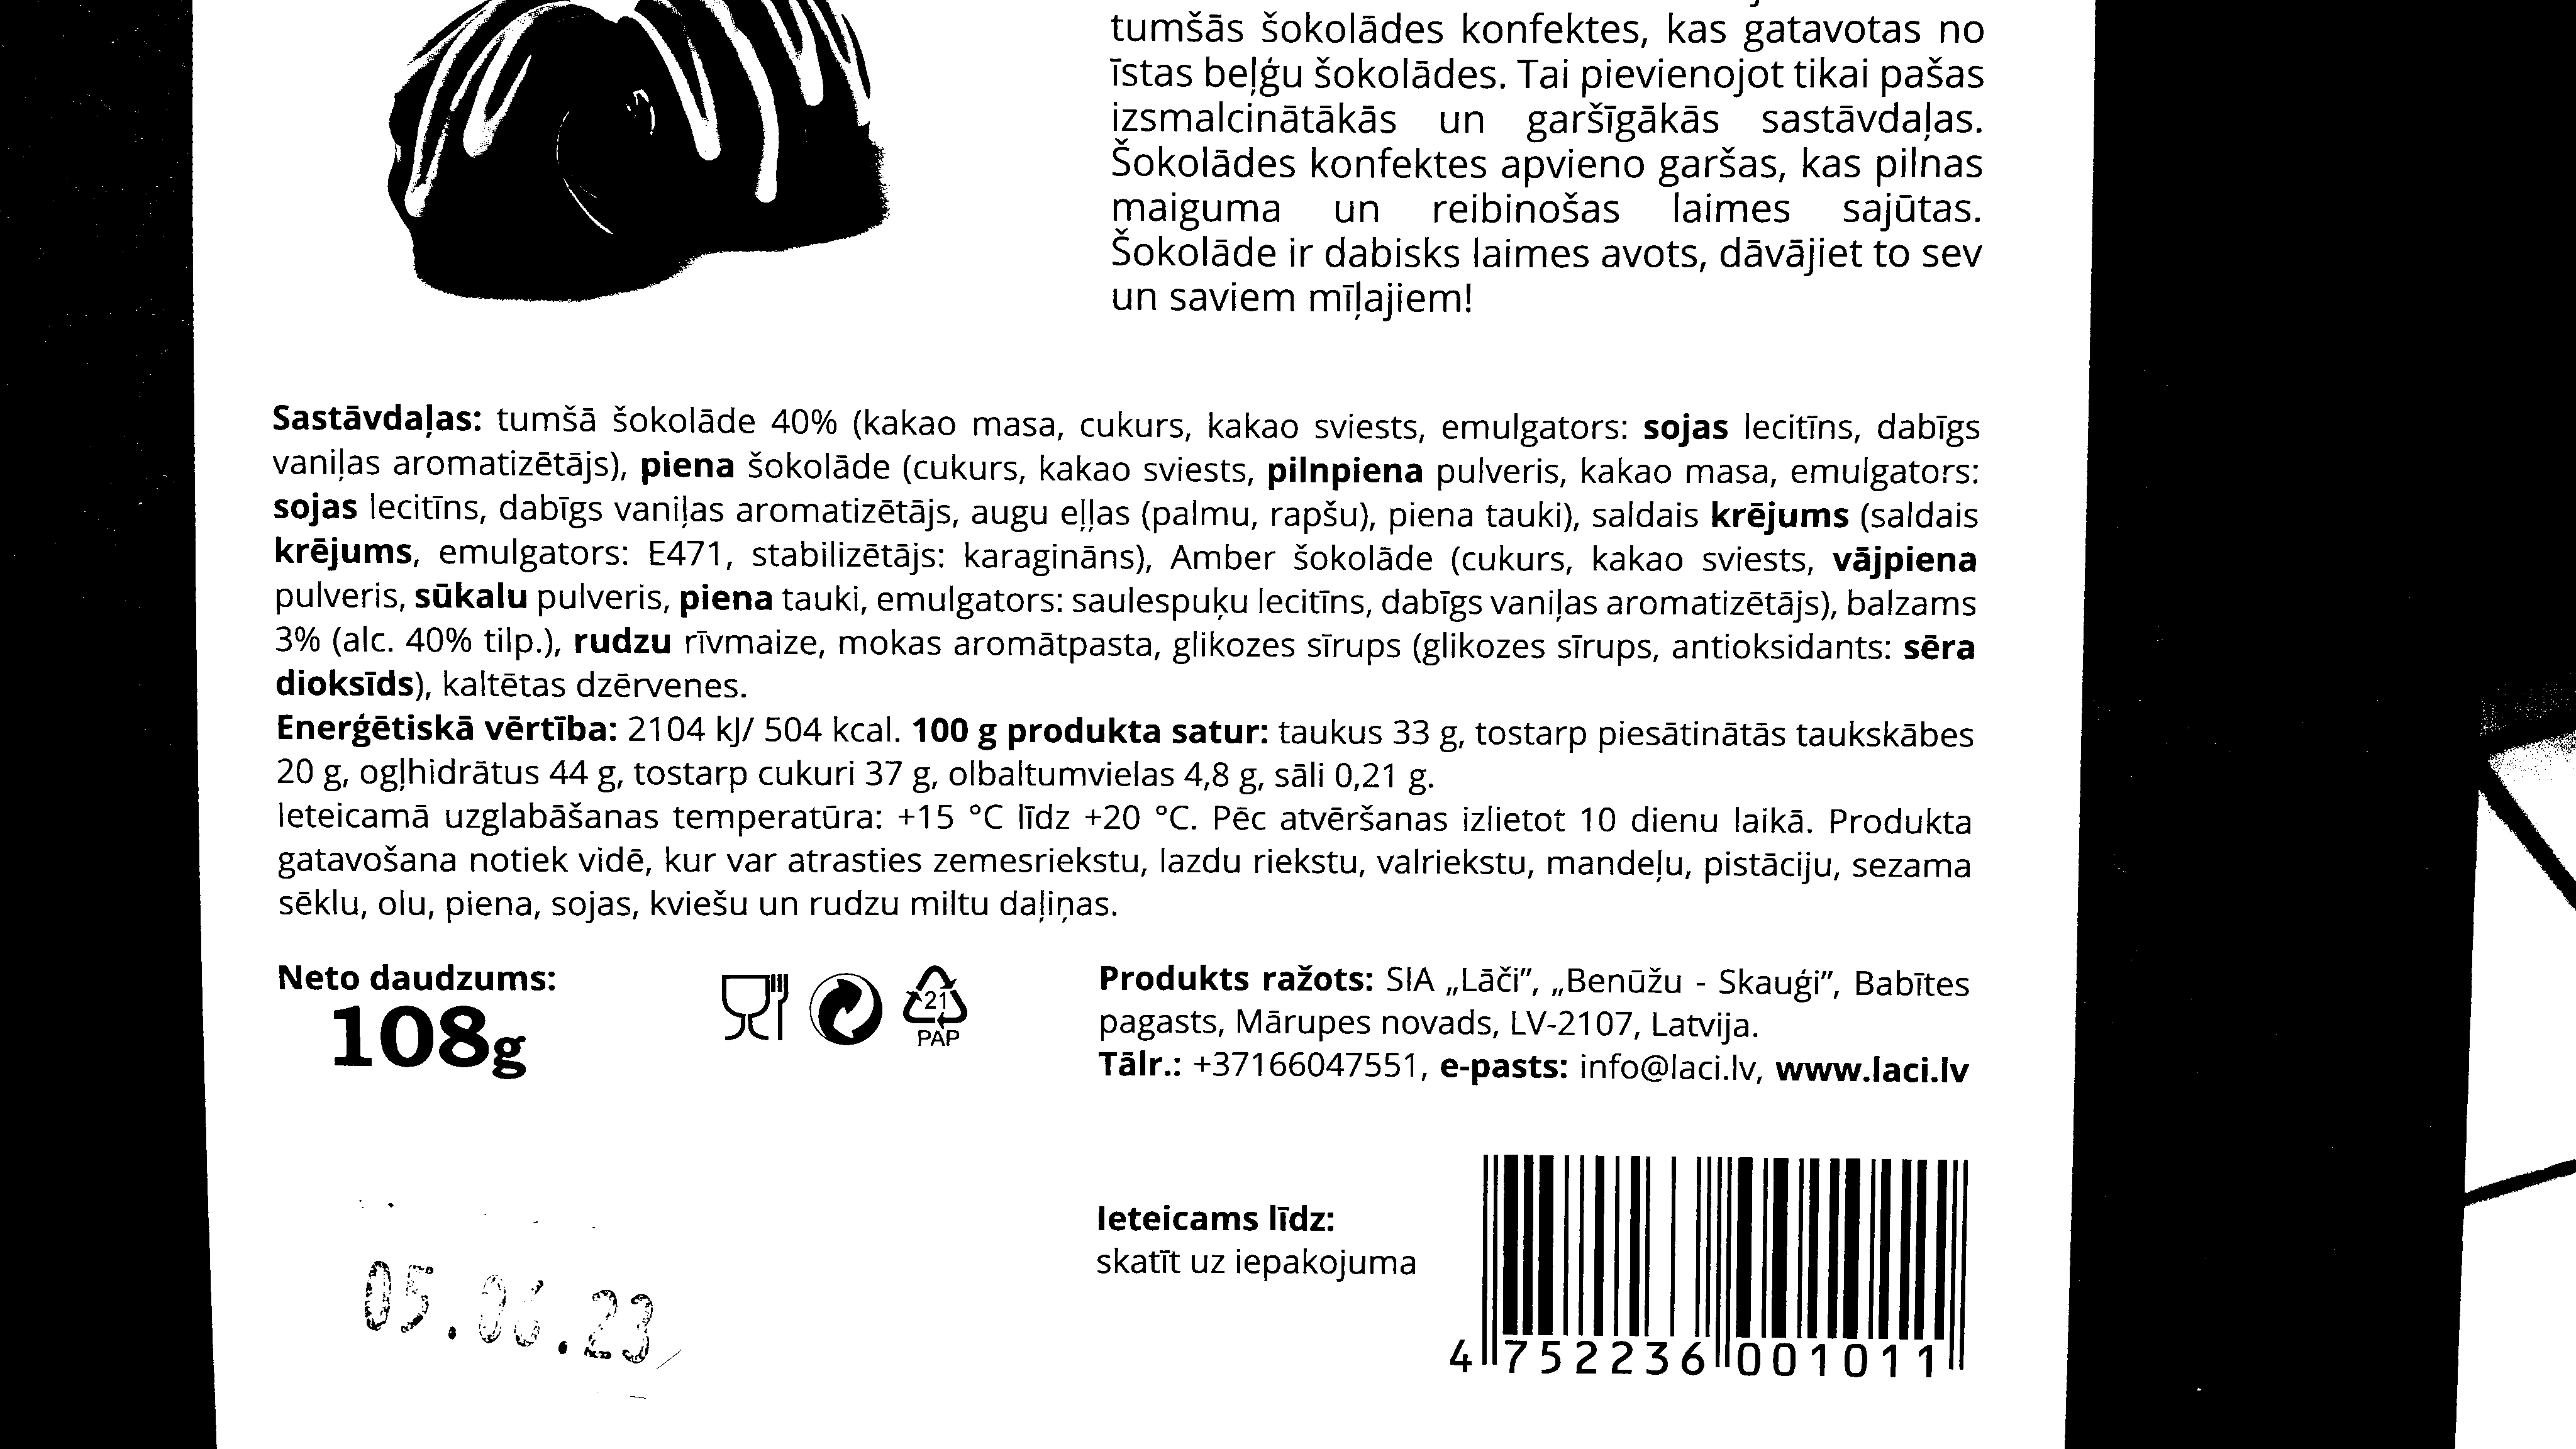 tumšās šokolādes konfektes, kas gatavotas no
īstas beļģu šokolādes. Tai pievienojot tikai pašas
izsmalcinātākās un garšīgākās sastāvdaļas.
Šokolādes konfektes apvieno garšas, kas pilnas
maiguma un reibinošas laimes sajūtas.
Šokolāde ir dabisks laimes avots, dāvājiet to sev
un saviem mīļajiem!
Sastāvdaļas: tumšā šokolāde 40% (kakao masa, cukurs, kakao sviests, emulgators: sojas lecitīns, dabīgs
vaniļas aromatizētājs), piena šokolāde (cukurs, kakao sviests, pilnpiena pulveris, kakao masa, emulgators:
sojas lecitīns, dabīgs vaniļas aromatizētājs, augu eļļas (palmu, rapšu), piena tauki), saldais krējums (saldais
krējums, emulgators: E471, stabilizētājs: karagināns), Amber šokolāde (cukurs, kakao sviests, vājpiena
pulveris, sūkalu pulveris, piena tauki, emulgators: saulespuķu lecitīns, dabīgs vaniļas aromatizētājs), balzams
3% (alc. 40% tilp.), rudzu rīvmaize, mokas aromātpasta, glikozes sīrups (glikozes sīrups, antioksidants: sēra
dioksīds), kaltētas dzērvenes.
Enerģētiskā vērtība: 2104 kJ/ 504 kcal. 100 g produkta satur: taukus 33 g, tostarp piesātinātās taukskābes
20 g, ogļhidrātus 44 g, tostarp cukuri 37 g, olbaltumvielas 4,8 g, sāli 0,21 g.
Ieteicamā uzglabāšanas temperatūra: +15 °C līdz +20 °C. Pēc atvēršanas izlietot 10 dienu laikā. Produkta
gatavošana notiek vidē, kur var atrasties zemesriekstu, lazdu riekstu, valriekstu, mandeļu, pistāciju, sezama
sēklu, olu, piena, sojas, kviešu un rudzu miltu daļiņas.
Neto daudzums:
108g
21
PAP
Produkts ražots: SIA „Lāči”, „Benūžu - Skauģi”, Babītes
pagasts, Mārupes novads, LV-2107, Latvija.
Tālr.: +37166047551, e-pasts: info@laci.lv, www.laci.lv
Ieteicams līdz:
skatīt uz iepakojuma
05.06.23
4 752236 001011